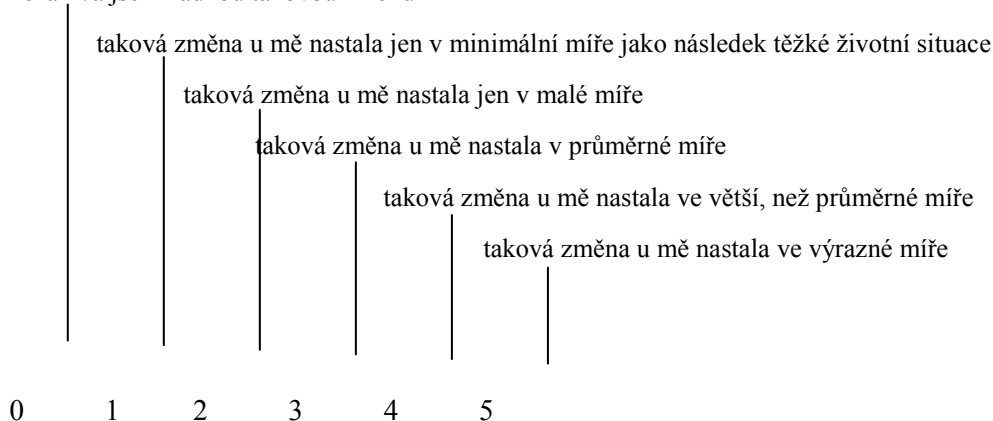 taková změna u mě nastala jen v minimální míře jako následek těžké životní situace
taková změna u mě nastala jen v malé míře
taková změna u mě nastala v průměrné míře
taková změna u mě nastala ve větší, než průměrné míře
taková změna u mě nastala ve výrazné míře
0 1 2 3 4 5